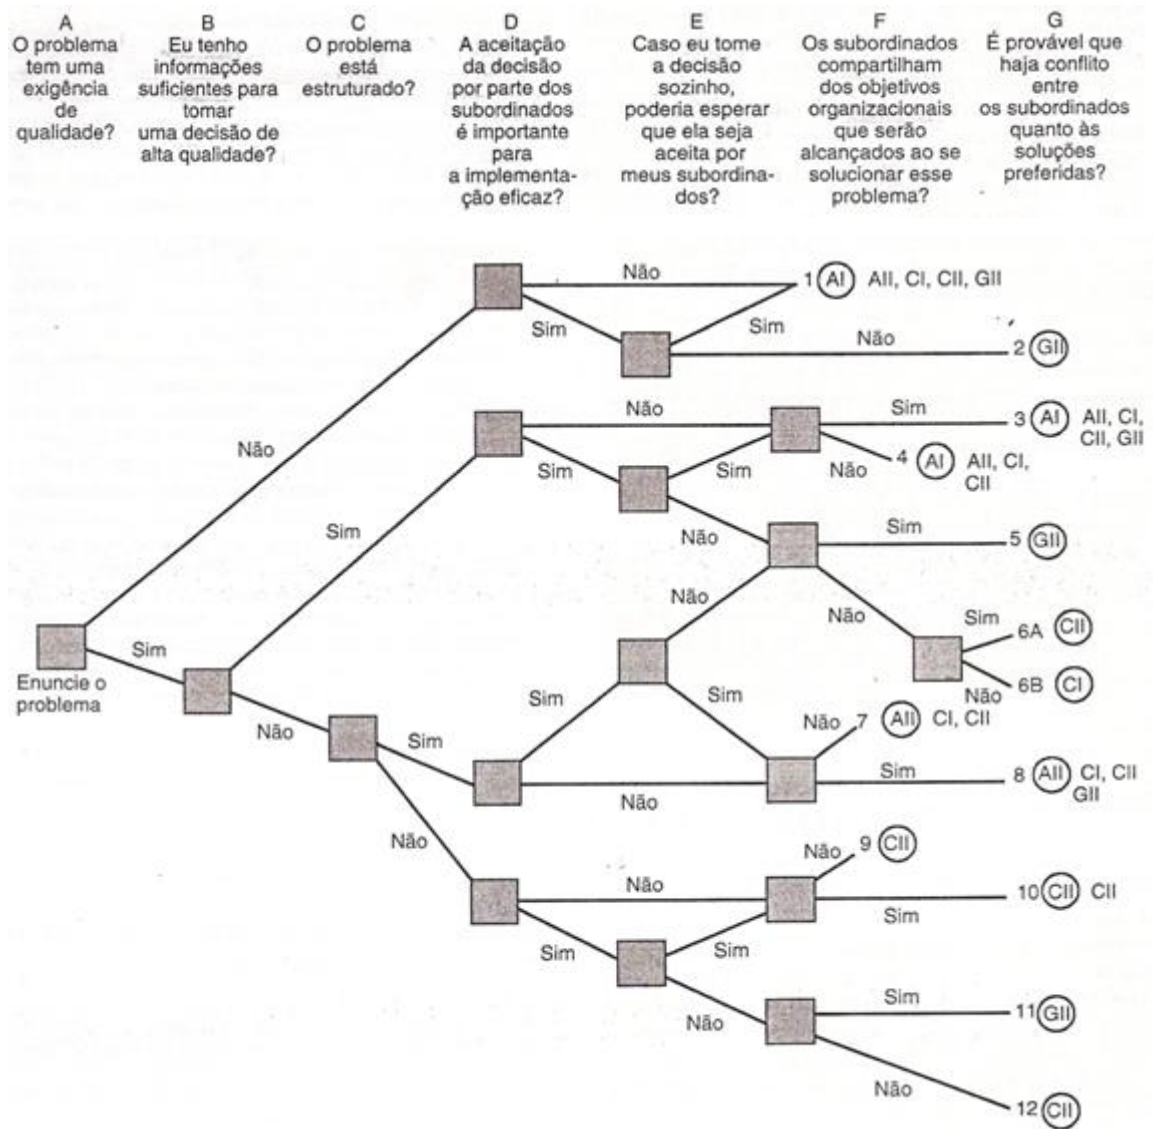 A
O problema
tem uma
exigência
de
qualidade?
B
Eu tenho
informações
suficientes para
tomar
uma decisão de
alta qualidade?
C
O problema
está
estruturado?
D
A aceitação
da decisão
por parte dos
subordinados
é importante
para
a implementa-
ção eficaz?
E
Caso eu tome
a decisão
sozinho,
poderia esperar
que ela seja
aceita por
meus subordina-
dos?
F
Os subordinados
compartilham
dos objetivos
organizacionais
que serão
alcançados ao se
solucionar esse
problema?
G
É provável que
haja conflito
entre
os subordinados
quanto às
soluções
preferidas?
Não
1 AI AII, CI, CII, GII
Sim
Sim
Não
2 GII
Não
Sim
3 AI AII, CI,
CII, GII
Não
Sim
Sim
Não
4 AI AII, CI,
CII
Sim
Não
Sim
5 GII
Não
Não
Sim
6A CII
Sim
Enuncie o
problema
Sim
Sim
Não
6B CI
Não
Sim
Não
7 AII CI, CII
Não
Sim
8 AII CI, CII
GII
Não
Não
9 CII
Não
10 CII CII
Sim
Sim
Sim
Sim
11 GII
Não
Não
12 CII